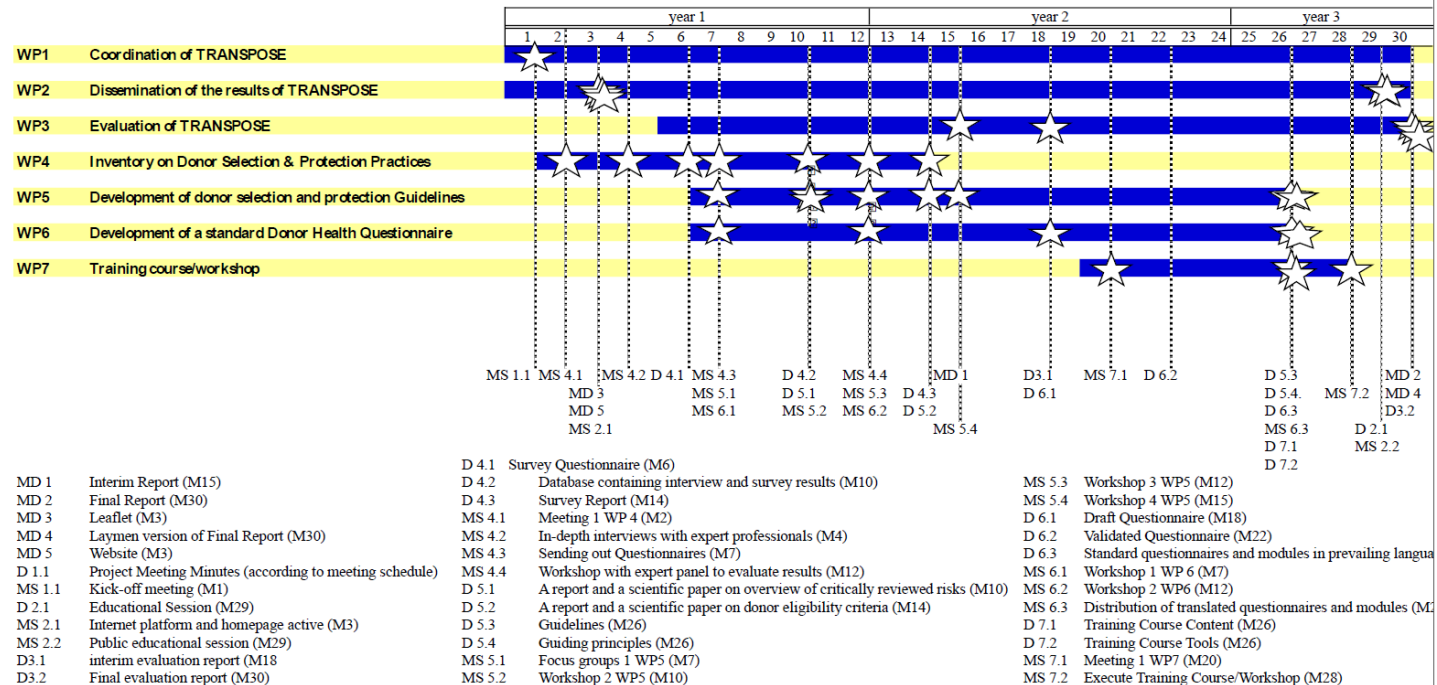 year 1 year 2 year 3
1 2 3 4 5 6 7 8 9 10 11 12 13 14 15 16 17 18 19 20 21 22 23 24 25 26 27 28 29 30
WP1 Coordination of TRANSPOSE
WP2 Dissemination of the results of TRANSPOSE
WP3 Evaluation of TRANSPOSE
WP4 Inventory on Donor Selection & Protection Practices
WP5 Development of donor selection and protection Guidelines
WP6 Development of a standard Donor Health Questionnaire
WP7 Training course/workshop
MS 1.1 MS 4.1 MS 4.2 D 4.1 MS 4.3 D 4.2 MS 4.4 MD 1 D3.1 MS 7.1 D 6.2 D 5.3 MD 2
MD 3 MS 5.1 D 5.1 MS 5.3 D 4.3 D 6.1 D 5.4. MS 7.2 MD 4
MD 5 MS 6.1 MS 5.2 MS 6.2 D 5.2 D 6.3 D3.2
MS 2.1 MS 5.4 MS 6.3 D 2.1
D 7.1 MS 2.2
D 7.2
D 4.1 Survey Questionnaire (M6)
MD 1 Interim Report (M15)
MD 2 Final Report (M30)
MD 3 Leaflet (M3)
MD 4 Laymen version of Final Report (M30)
MD 5 Website (M3)
D 1.1 Project Meeting Minutes (according to meeting schedule)
MS 1.1 Kick-off meeting (M1)
D 2.1 Educational Session (M29)
MS 2.1 Internet platform and homepage active (M3)
MS 2.2 Public educational session (M29)
D3.1 interim evaluation report (M18
D3.2 Final evaluation report (M30)
D 4.2 Database containing interview and survey results (M10)
D 4.3 Survey Report (M14)
MS 4.1 Meeting 1 WP 4 (M2)
MS 4.2 In-depth interviews with expert professionals (M4)
MS 4.3 Sending out Questionnaires (M7)
MS 4.4 Workshop with expert panel to evaluate results (M12)
D 5.1 A report and a scientific paper on overview of critically reviewed risks (M10)
D 5.2 A report and a scientific paper on donor eligibility criteria (M14)
D 5.3 Guidelines (M26)
D 5.4 Guiding principles (M26)
MS 5.1 Focus groups 1 WP5 (M7)
MS 5.2 Workshop 2 WP5 (M10)
MS 5.3 Workshop 3 WP5 (M12)
MS 5.4 Workshop 4 WP5 (M15)
D 6.1 Draft Questionnaire (M18)
D 6.2 Validated Questionnaire (M22)
D 6.3 Standard questionnaires and modules in prevailing langua
MS 6.1 Workshop 1 WP 6 (M7)
MS 6.2 Workshop 2 WP6 (M12)
MS 6.3 Distribution of translated questionnaires and modules (M2
D 7.1 Training Course Content (M26)
D 7.2 Training Course Tools (M26)
MS 7.1 Meeting 1 WP7 (M20)
MS 7.2 Execute Training Course/Workshop (M28)